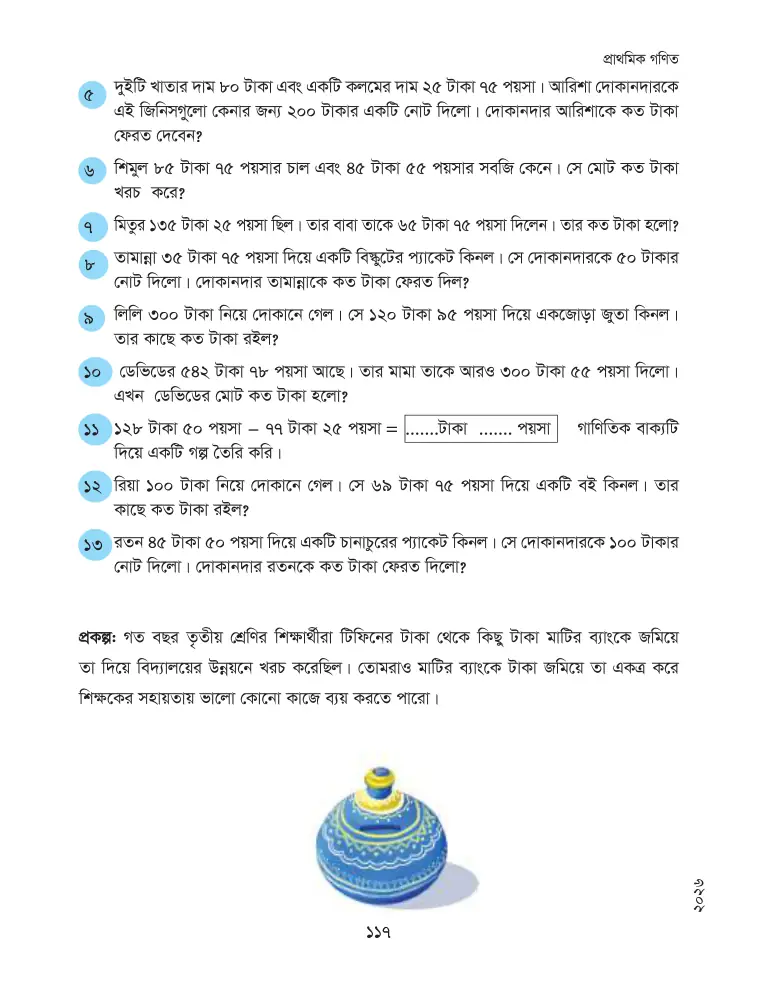 প্রাথমিক গণিত
৫ দুইটি খাতার দাম ৮০ টাকা এবং একটি কলমের দাম ২৫ টাকা ৭৫ পয়সা। আরিশা দোকানদারকে
এই জিনিসগুলো কেনার জন্য ২০০ টাকার একটি নোট দিলো। দোকানদার আরিশাকে কত টাকা
ফেরত দেবেন?
৬ শিমুল ৮৫ টাকা ৭৫ পয়সার চাল এবং ৪৫ টাকা ৫৫ পয়সার সবজি কেনে। সে মোট কত টাকা
খরচ করে?
৭ মিতুর ১৩৫ টাকা ২৫ পয়সা ছিল। তার বাবা তাকে ৬৫ টাকা ৭৫ পয়সা দিলেন। তার কত টাকা হলো?
৮ তামান্না ৩৫ টাকা ৭৫ পয়সা দিয়ে একটি বিস্কুটের প্যাকেট কিনল। সে দোকানদারকে ৫০ টাকার
নোট দিলো। দোকানদার তামান্নাকে কত টাকা ফেরত দিল?
৯ লিলি ৩০০ টাকা নিয়ে দোকানে গেল। সে ১২০ টাকা ৯৫ পয়সা দিয়ে একজোড়া জুতা কিনল।
তার কাছে কত টাকা রইল?
১০ ডেভিডের ৫৪২ টাকা ৭৮ পয়সা আছে। তার মামা তাকে আরও ৩০০ টাকা ৫৫ পয়সা দিলো।
এখন ডেভিডের মোট কত টাকা হলো?
১১ ১২৮ টাকা ৫০ পয়সা – ৭৭ টাকা ২৫ পয়সা = .......টাকা ....... পয়সা গাণিতিক বাক্যটি
দিয়ে একটি গল্প তৈরি করি।
১২ রিয়া ১০০ টাকা নিয়ে দোকানে গেল। সে ৬৯ টাকা ৭৫ পয়সা দিয়ে একটি বই কিনল। তার
কাছে কত টাকা রইল?
১৩ রতন ৪৫ টাকা ৫০ পয়সা দিয়ে একটি চানাচুরের প্যাকেট কিনল। সে দোকানদারকে ১০০ টাকার
নোট দিলো। দোকানদার রতনকে কত টাকা ফেরত দিলো?
প্রকল্প: গত বছর তৃতীয় শ্রেণির শিক্ষার্থীরা টিফিনের টাকা থেকে কিছু টাকা মাটির ব্যাংকে জমিয়ে
তা দিয়ে বিদ্যালয়ের উন্নয়নে খরচ করেছিল। তোমরাও মাটির ব্যাংকে টাকা জমিয়ে তা একত্র করে
শিক্ষকের সহায়তায় ভালো কোনো কাজে ব্যয় করতে পারো।
২০২৬
১১৭